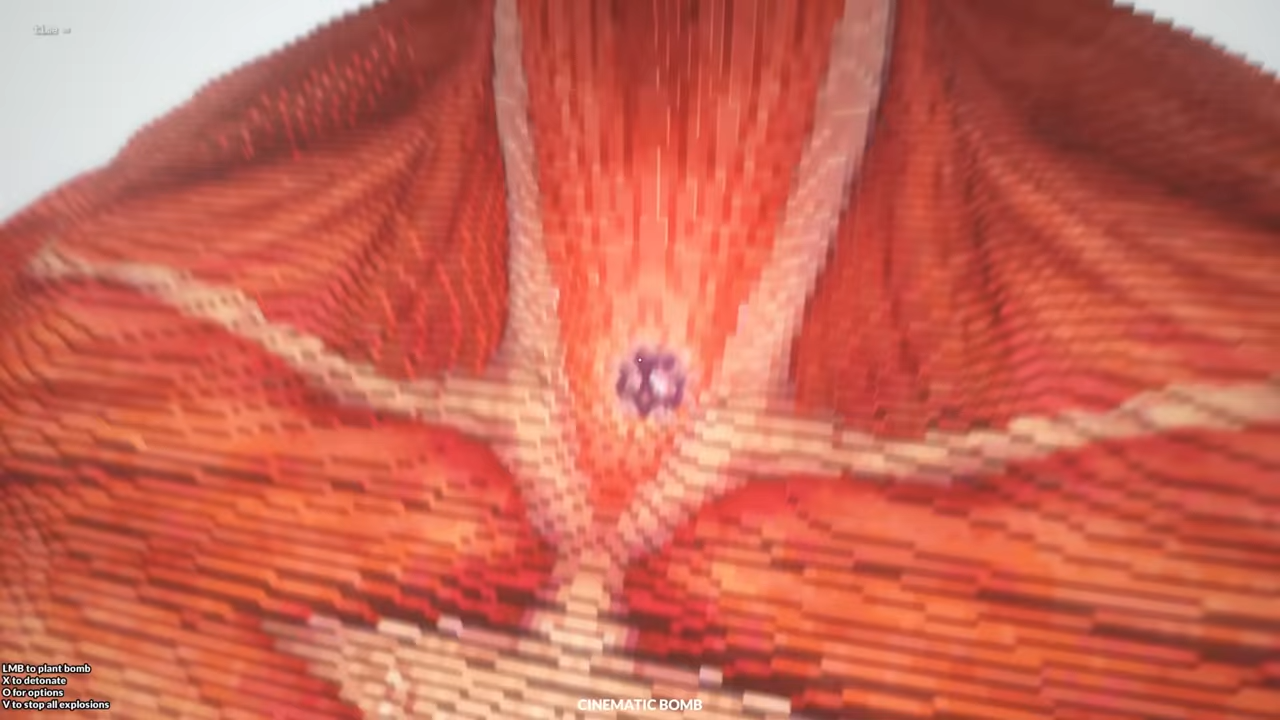 LMB to plant bomb
X to detonate
O for options
V to stop all explosions
CINEMATIC BOMB